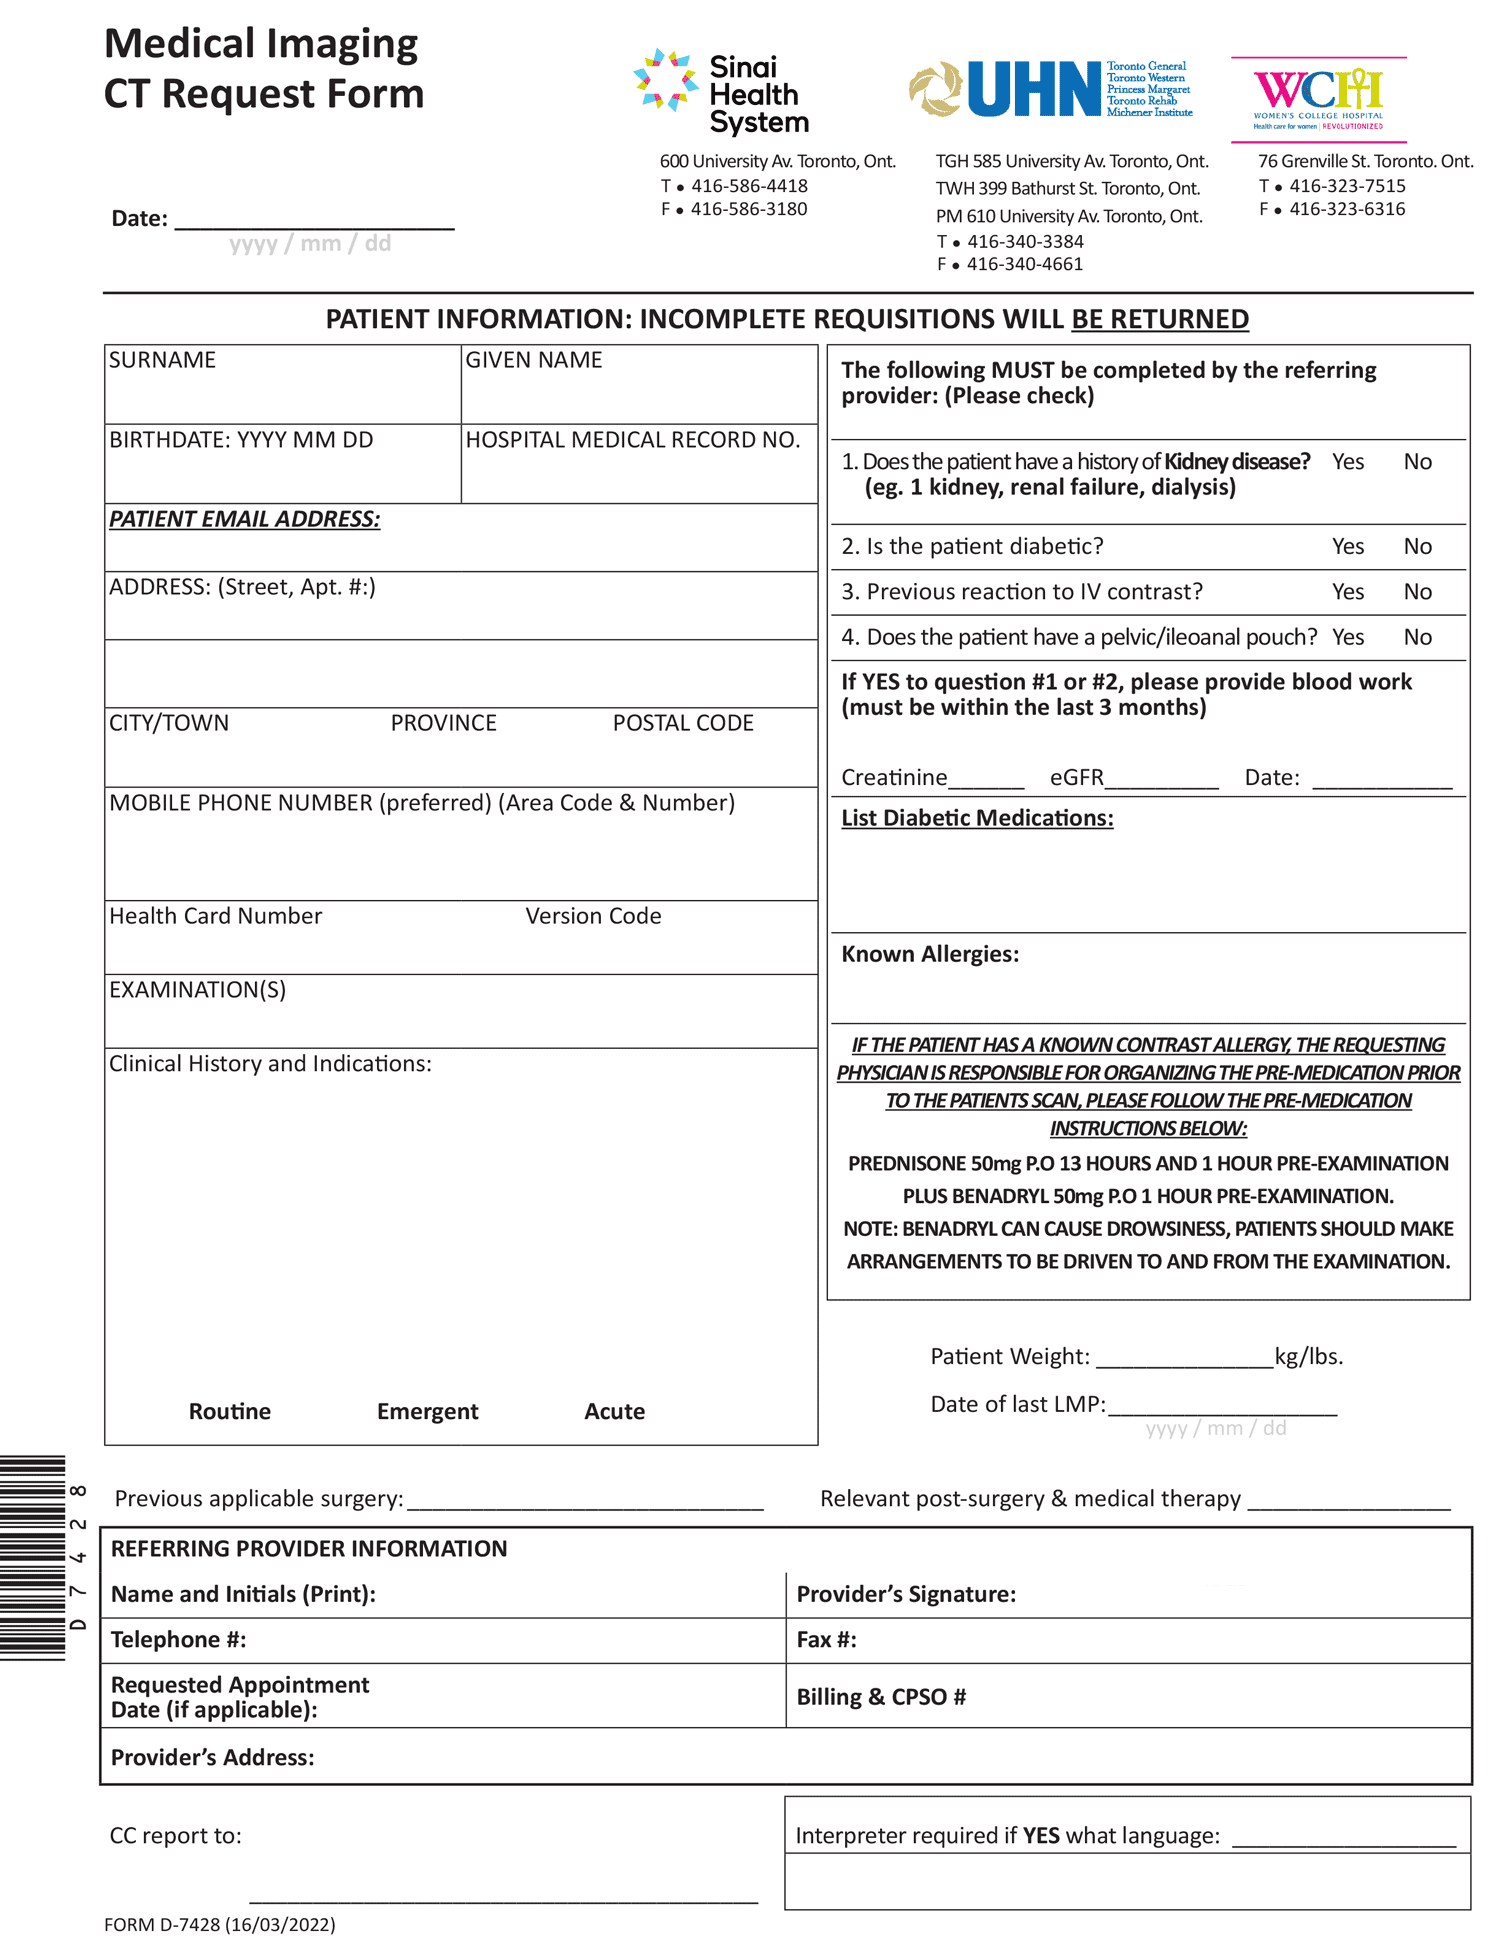 Medical Imaging
CT Request Form
Sinai
Health
System
UHN
Toronto General
Toronto Western
Princess Margaret
Toronto Rehab
Michener Institute
WCH
WOMEN'S COLLEGE HOSPITAL
Health care for women | REVOLUTIONIZED
600 University Av. Toronto, Ont.
T • 416-586-4418
F • 416-586-3180
TGH 585 University Av. Toronto, Ont.
TWH 399 Bathurst St. Toronto, Ont.
PM 610 University Av. Toronto, Ont.
T • 416-340-3384
F • 416-340-4661
76 Grenville St. Toronto. Ont.
T • 416-323-7515
F • 416-323-6316
Date: ______________________
yyyy / mm / dd
PATIENT INFORMATION: INCOMPLETE REQUISITIONS WILL BE RETURNED
SURNAME GIVEN NAME
BIRTHDATE: YYYY MM DD HOSPITAL MEDICAL RECORD NO.
PATIENT EMAIL ADDRESS:
ADDRESS: (Street, Apt. #:)
CITY/TOWN PROVINCE POSTAL CODE
MOBILE PHONE NUMBER (preferred) (Area Code & Number)
Health Card Number Version Code
EXAMINATION(S)
Clinical History and Indications:
Routine Emergent Acute
The following MUST be completed by the referring
provider: (Please check)
1. Does the patient have a history of Kidney disease? Yes No
(eg. 1 kidney, renal failure, dialysis)
2. Is the patient diabetic? Yes No
3. Previous reaction to IV contrast? Yes No
4. Does the patient have a pelvic/ileoanal pouch? Yes No
If YES to question #1 or #2, please provide blood work
(must be within the last 3 months)
Creatinine______ eGFR_________ Date: ___________
List Diabetic Medications:
Known Allergies:
IF THE PATIENT HAS A KNOWN CONTRAST ALLERGY, THE REQUESTING
PHYSICIAN IS RESPONSIBLE FOR ORGANIZING THE PRE-MEDICATION PRIOR
TO THE PATIENTS SCAN, PLEASE FOLLOW THE PRE-MEDICATION
INSTRUCTIONS BELOW:
PREDNISONE 50mg P.O 13 HOURS AND 1 HOUR PRE-EXAMINATION
PLUS BENADRYL 50mg P.O 1 HOUR PRE-EXAMINATION.
NOTE: BENADRYL CAN CAUSE DROWSINESS, PATIENTS SHOULD MAKE
ARRANGEMENTS TO BE DRIVEN TO AND FROM THE EXAMINATION.
Patient Weight: ______________kg/lbs.
Date of last LMP:__________________
yyyy / mm / dd
D7428
Previous applicable surgery:____________________________ Relevant post-surgery & medical therapy ________________
REFERRING PROVIDER INFORMATION
Name and Initials (Print): Provider’s Signature:
Telephone #: Fax #:
Requested Appointment
Date (if applicable): Billing & CPSO #
Provider’s Address:
CC report to: ________________________________________
Interpreter required if YES what language: __________________
FORM D-7428 (16/03/2022)